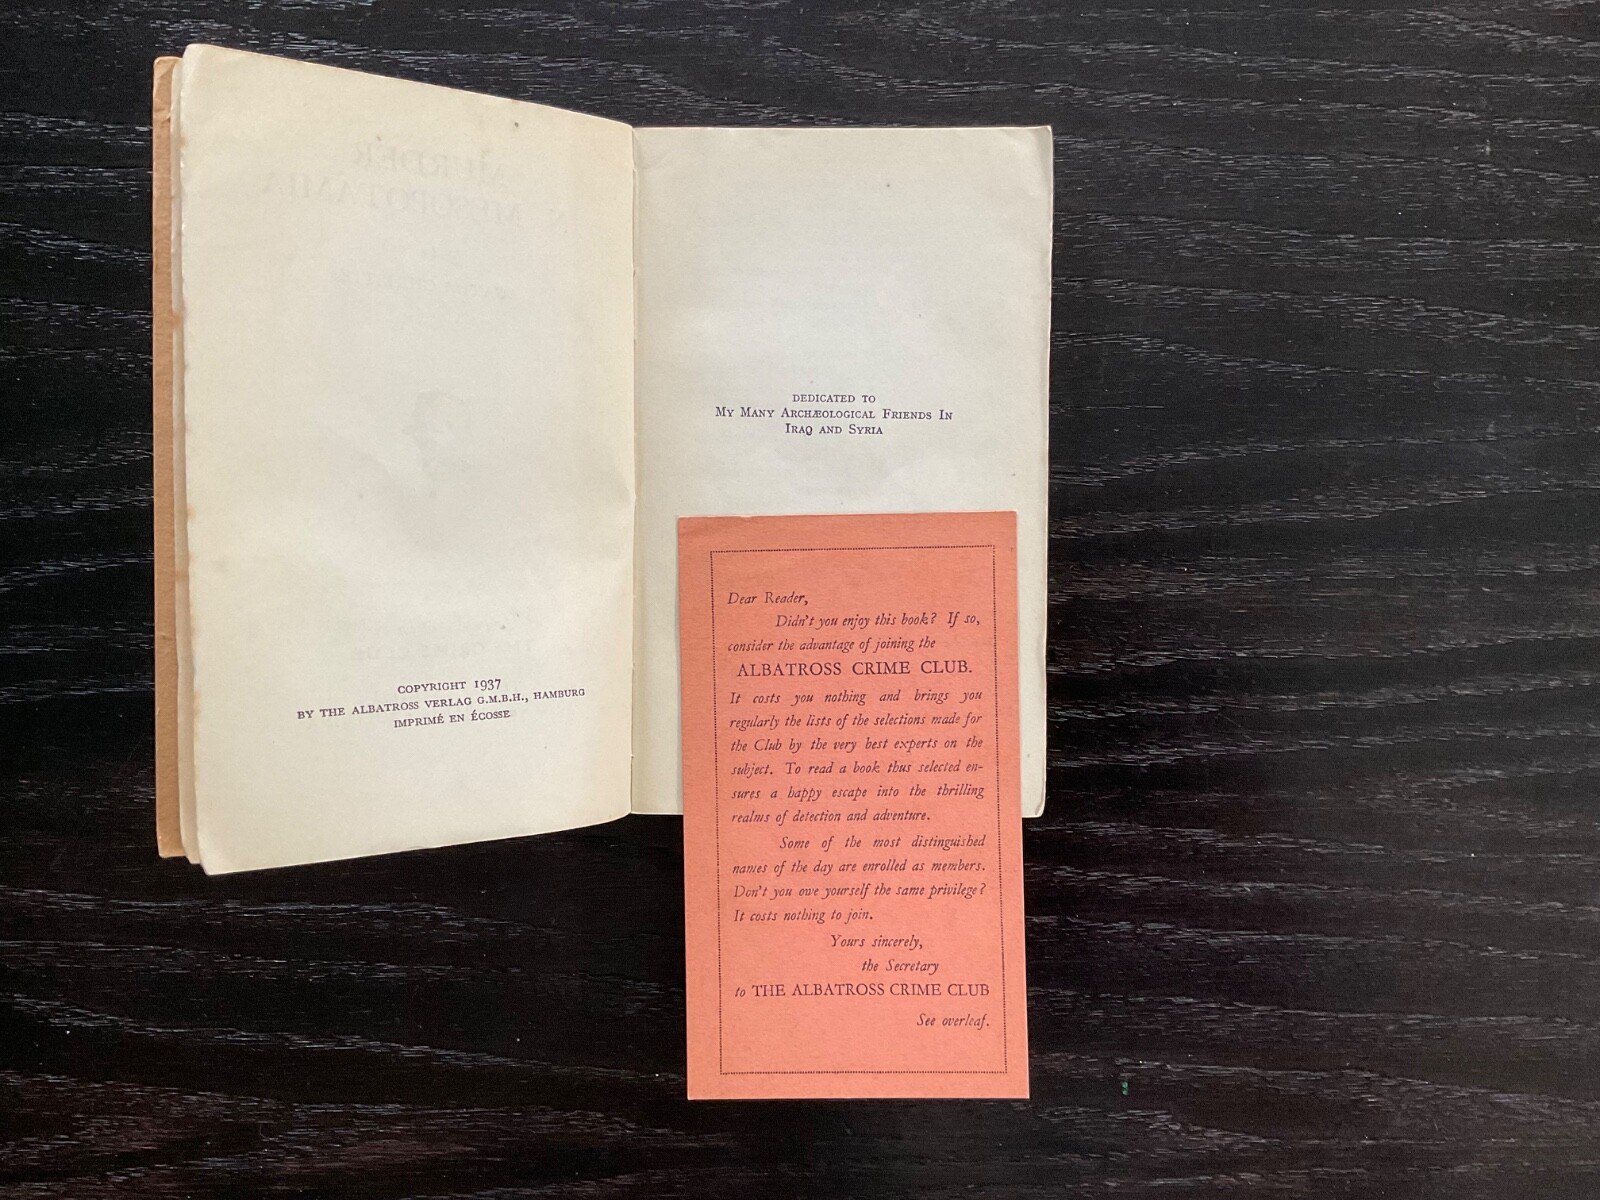 MURDER
IN MESOPOTAMIA
by
COPYRIGHT 1937
BY THE ALBATROSS VERLAG G.M.B.H., HAMBURG
IMPRIMÉ EN ÉCOSSE
DEDICATED TO
MY MANY ARCHÆOLOGICAL FRIENDS IN
IRAQ AND SYRIA
Dear Reader,
Didn't you enjoy this book? If so,
consider the advantage of joining the
ALBATROSS CRIME CLUB.
It costs you nothing and brings you
regularly the lists of the selections made for
the Club by the very best experts on the
subject. To read a book thus selected en-
sures a happy escape into the thrilling
realms of detection and adventure.
Some of the most distinguished
names of the day are enrolled as members.
Don't you owe yourself the same privilege?
It costs nothing to join.
Yours sincerely,
the Secretary
to THE ALBATROSS CRIME CLUB
See overleaf.